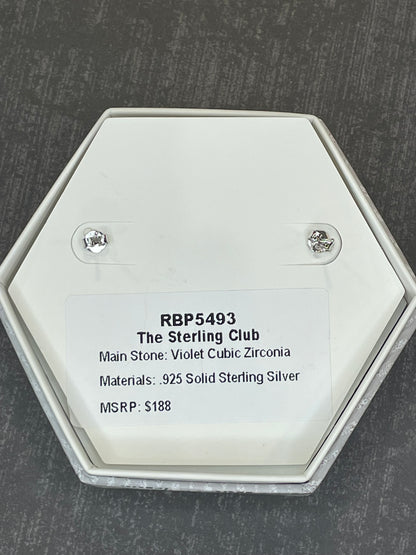 RBP5493
The Sterling Club
Main Stone: Violet Cubic Zirconia
Materials: .925 Solid Sterling Silver
MSRP: $188